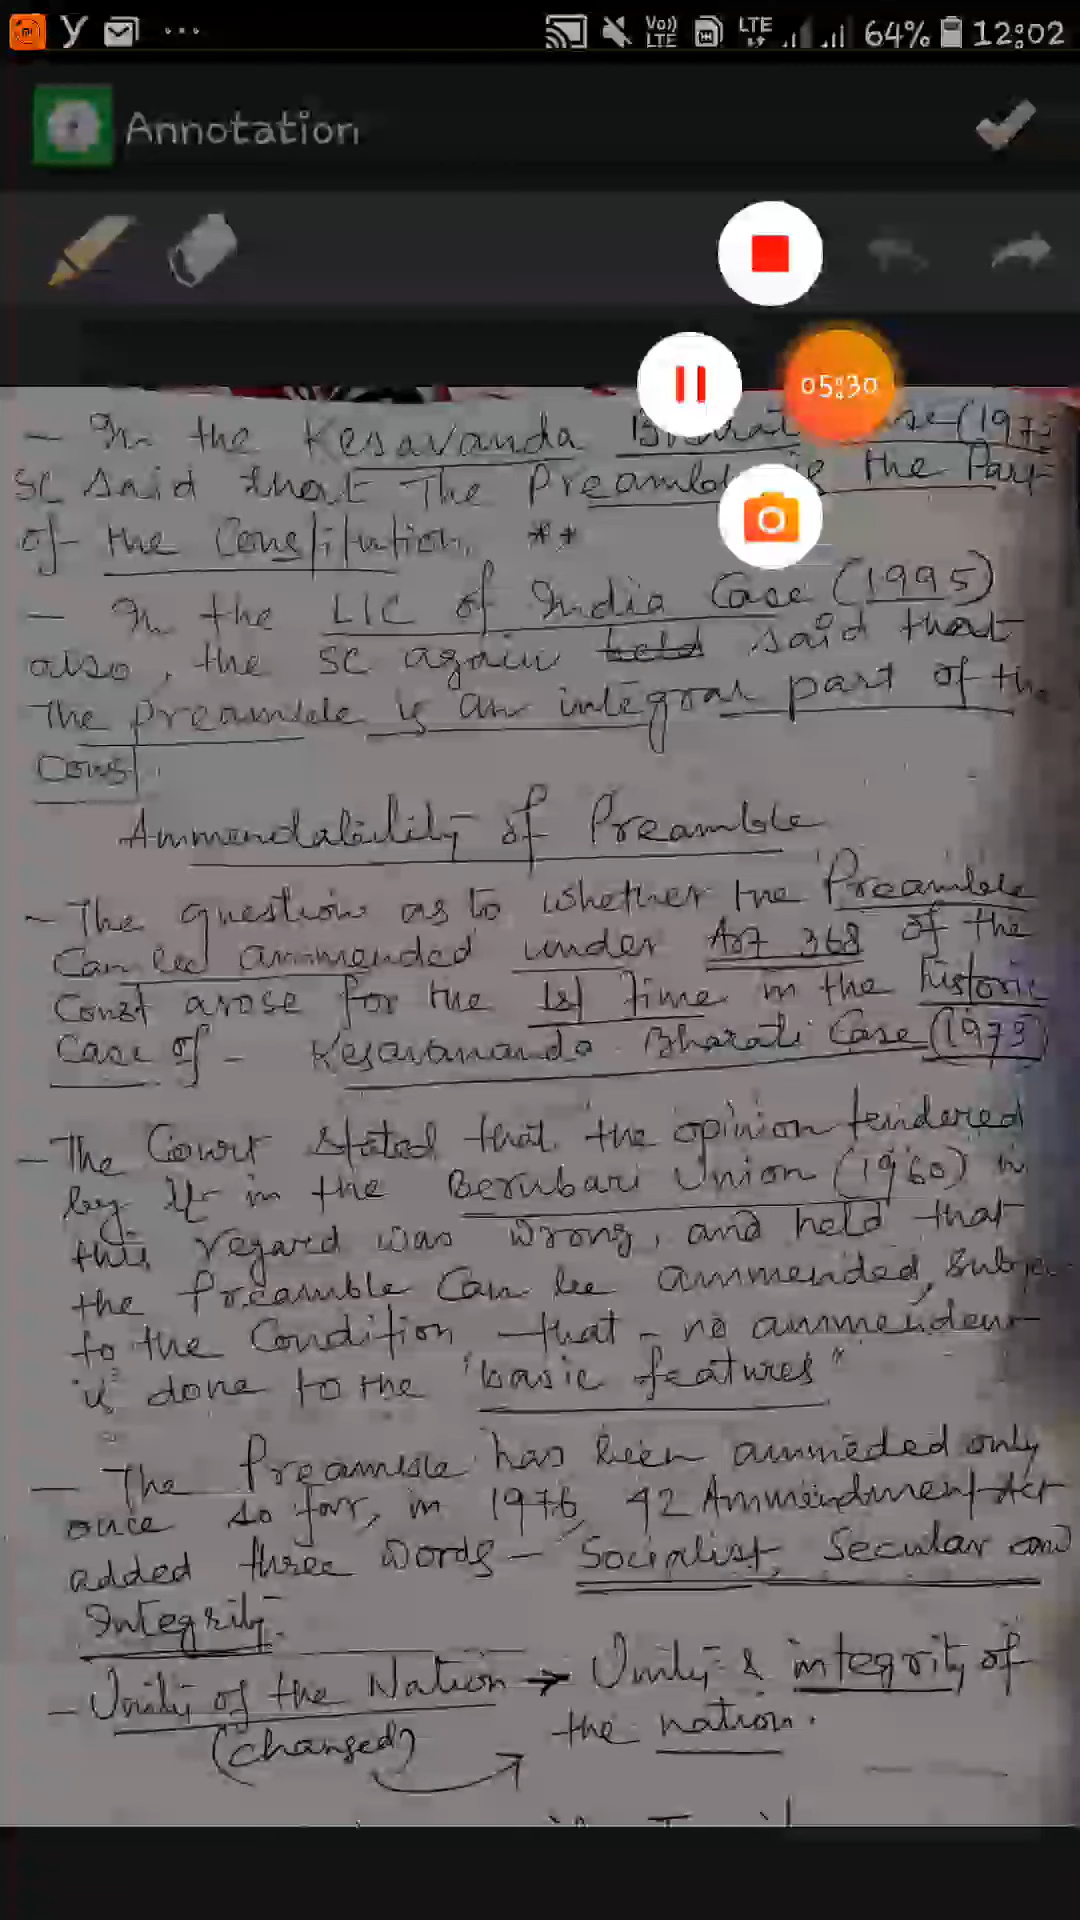 64% 12:02
Annotation
05:30
- In the Kesavanda Case (1973
SC said that The Preamble is the Part
of the Constitution. **
- In the LIC of India Case (1995)
also, the SC again held said that
The preamble is an integral part of the
Const.
Ammendability of Preamble
- The question as to whether the Preamble
Can be ammended under Art 368 of the
Const arose for the 1st Time in the historic
Case of - Kesavananda Bharati Case (1973)
- The Court stated that the opinion tendered
by it in the Berubari Union (1960) in
this regard was wrong, and held that
the Preamble Can be ammended,
to the Condition that - no
is done to the "basic features"
- The Preamble has been only
once so far, in 1976, 42 Ammendment Act
added three words - Socialist, Secular and
Integrity.
- Unity of the Nation → Unity & integrity of
the nation.
(changed)